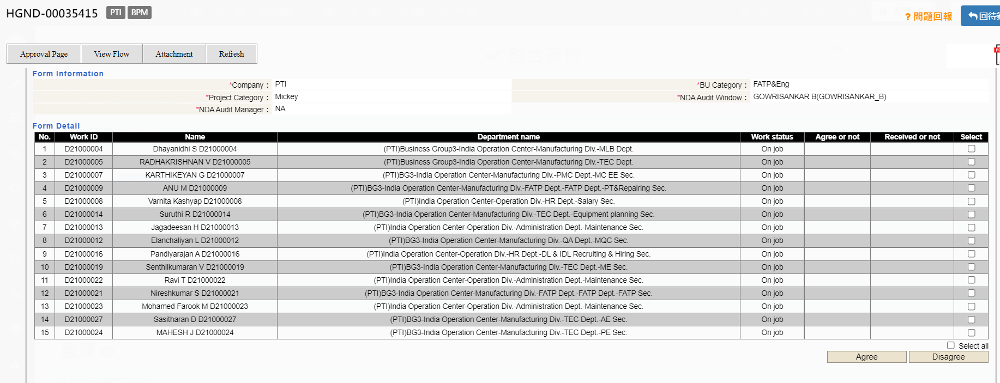 HGND-00035415 PTI BPM
? 問題回報 回待簽
Approval Page View Flow Attachment Refresh
Form Information
*Company : PTI *BU Category : FATP&Eng
*Project Category : Mickey *NDA Audit Window : GOWRISANKAR B(GOWRISANKAR_B)
*NDA Audit Manager : NA
Form Detail
No. Work ID Name Department name Work status Agree or not Received or not Select
1 D21000004 Dhayanidhi S D21000004 (PTI)Business Group3-India Operation Center-Manufacturing Div.-MLB Dept. On job
2 D21000005 RADHAKRISHNAN V D21000005 (PTI)Business Group3-India Operation Center-Manufacturing Div.-TEC Dept. On job
3 D21000007 KARTHIKEYAN G D21000007 (PTI)BG3-India Operation Center-Manufacturing Div.-PMC Dept.-MC EE Sec. On job
4 D21000009 ANU M D21000009 (PTI)BG3-India Operation Center-Manufacturing Div.-FATP Dept.-FATP Dept.-PT&Repairing Sec. On job
5 D21000008 Varnita Kashyap D21000008 (PTI)India Operation Center-Operation Div.-HR Dept.-Salary Sec. On job
6 D21000014 Suruthi R D21000014 (PTI)BG3-India Operation Center-Manufacturing Div.-TEC Dept.-Equipment planning Sec. On job
7 D21000013 Jagadeesan H D21000013 (PTI)India Operation Center-Operation Div.-Administration Dept.-Maintenance Sec. On job
8 D21000012 Elanchaliyan L D21000012 (PTI)BG3-India Operation Center-Manufacturing Div.-QA Dept.-MQC Sec. On job
9 D21000016 Pandiyarajan A D21000016 (PTI)India Operation Center-Operation Div.-HR Dept.-DL & IDL Recruiting & Hiring Sec. On job
10 D21000019 Senthilkumaran V D21000019 (PTI)BG3-India Operation Center-Manufacturing Div.-TEC Dept.-ME Sec. On job
11 D21000022 Ravi T D21000022 (PTI)India Operation Center-Operation Div.-Administration Dept.-Maintenance Sec. On job
12 D21000021 Nireshkumar S D21000021 (PTI)BG3-India Operation Center-Manufacturing Div.-FATP Dept.-FATP Dept.-FATP Sec. On job
13 D21000023 Mohamed Farook M D21000023 (PTI)India Operation Center-Operation Div.-Administration Dept.-Maintenance Sec. On job
14 D21000027 Sasitharan D D21000027 (PTI)BG3-India Operation Center-Manufacturing Div.-TEC Dept.-AE Sec. On job
15 D21000024 MAHESH J D21000024 (PTI)BG3-India Operation Center-Manufacturing Div.-TEC Dept.-PE Sec. On job
Select all
Agree Disagree